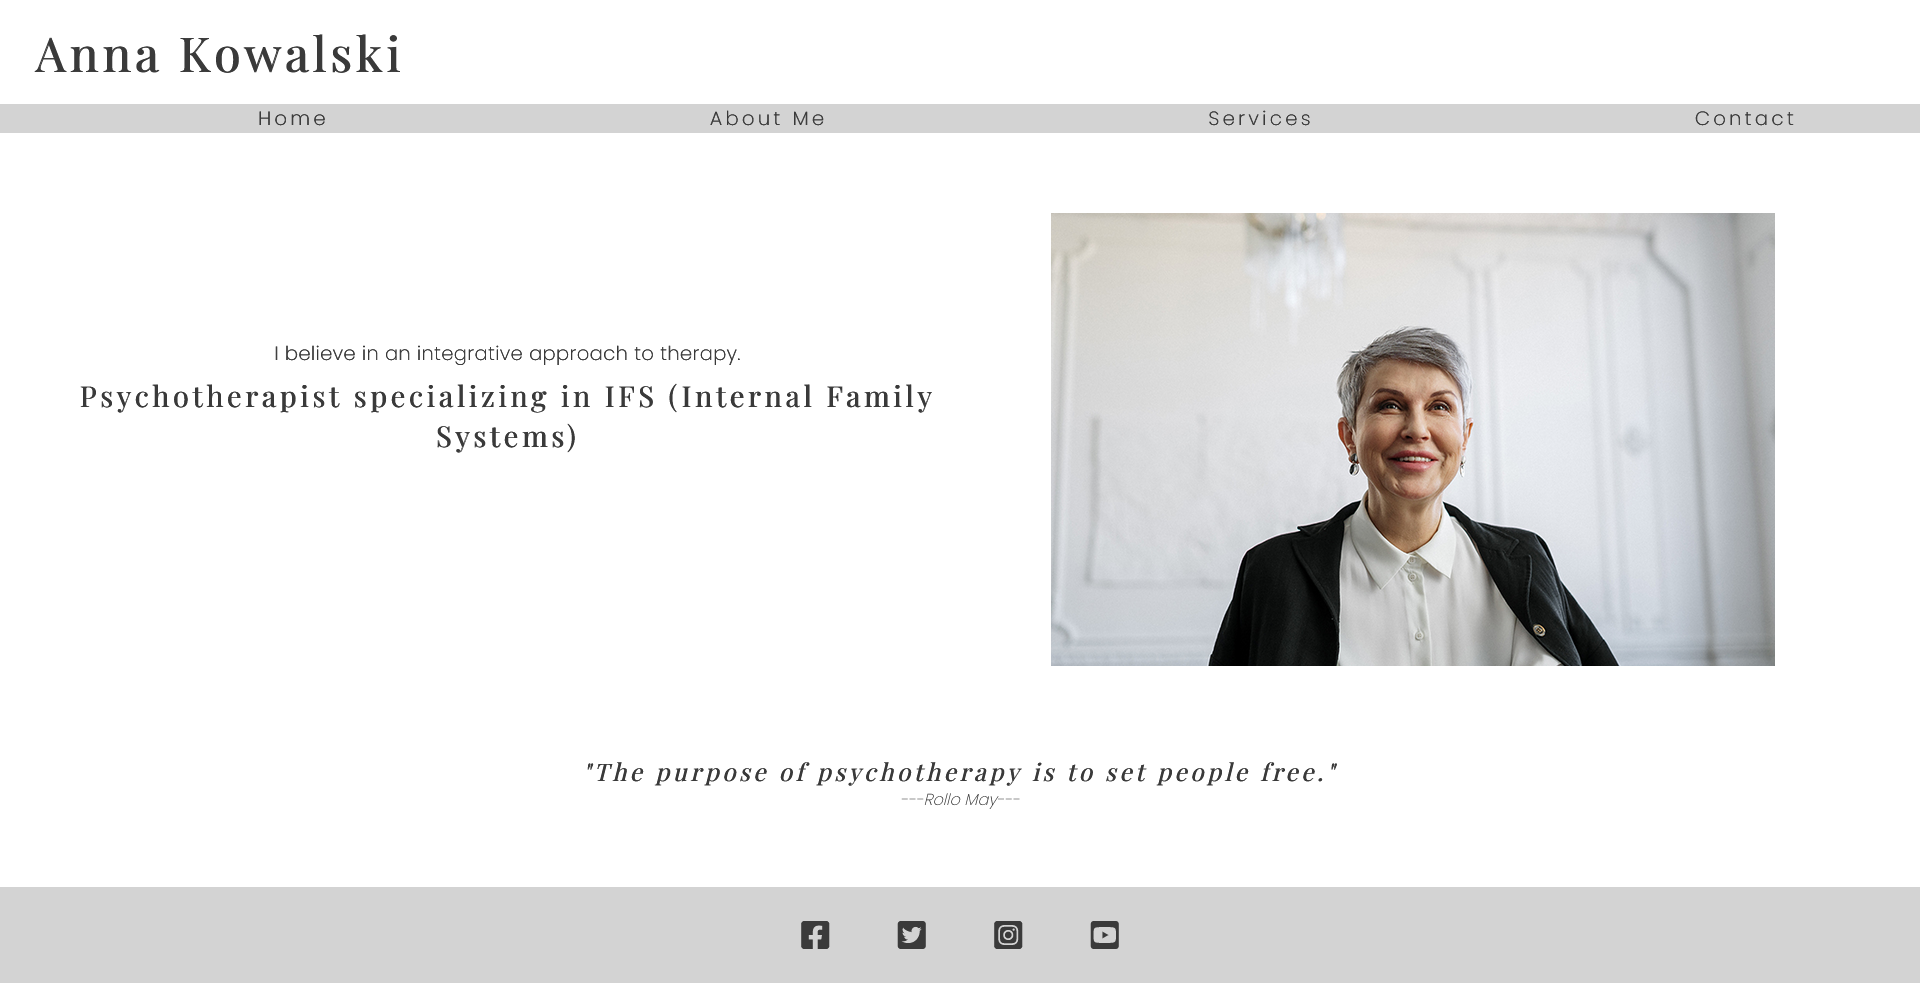 Anna Kowalski
Home About Me Services Contact
I believe in an integrative approach to therapy.
Psychotherapist specializing in IFS (Internal Family
Systems)
"The purpose of psychotherapy is to set people free."
---Rollo May---